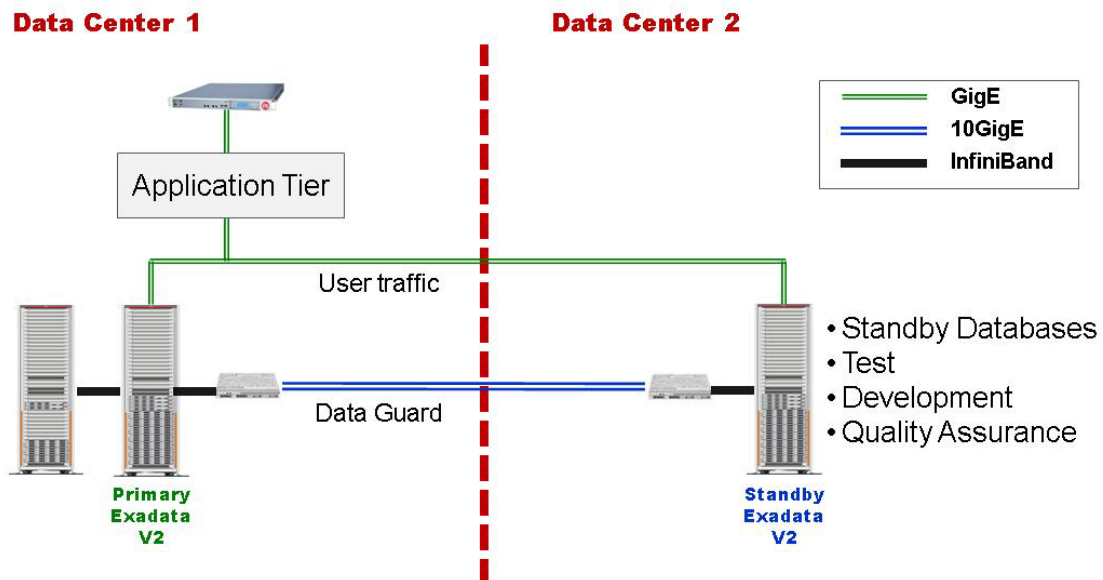 Data Center 1
Data Center 2
GigE
10GigE
InfiniBand
Application Tier
User traffic
Data Guard
• Standby Databases
• Test
• Development
• Quality Assurance
Primary
Exadata
V2
Standby
Exadata
V2